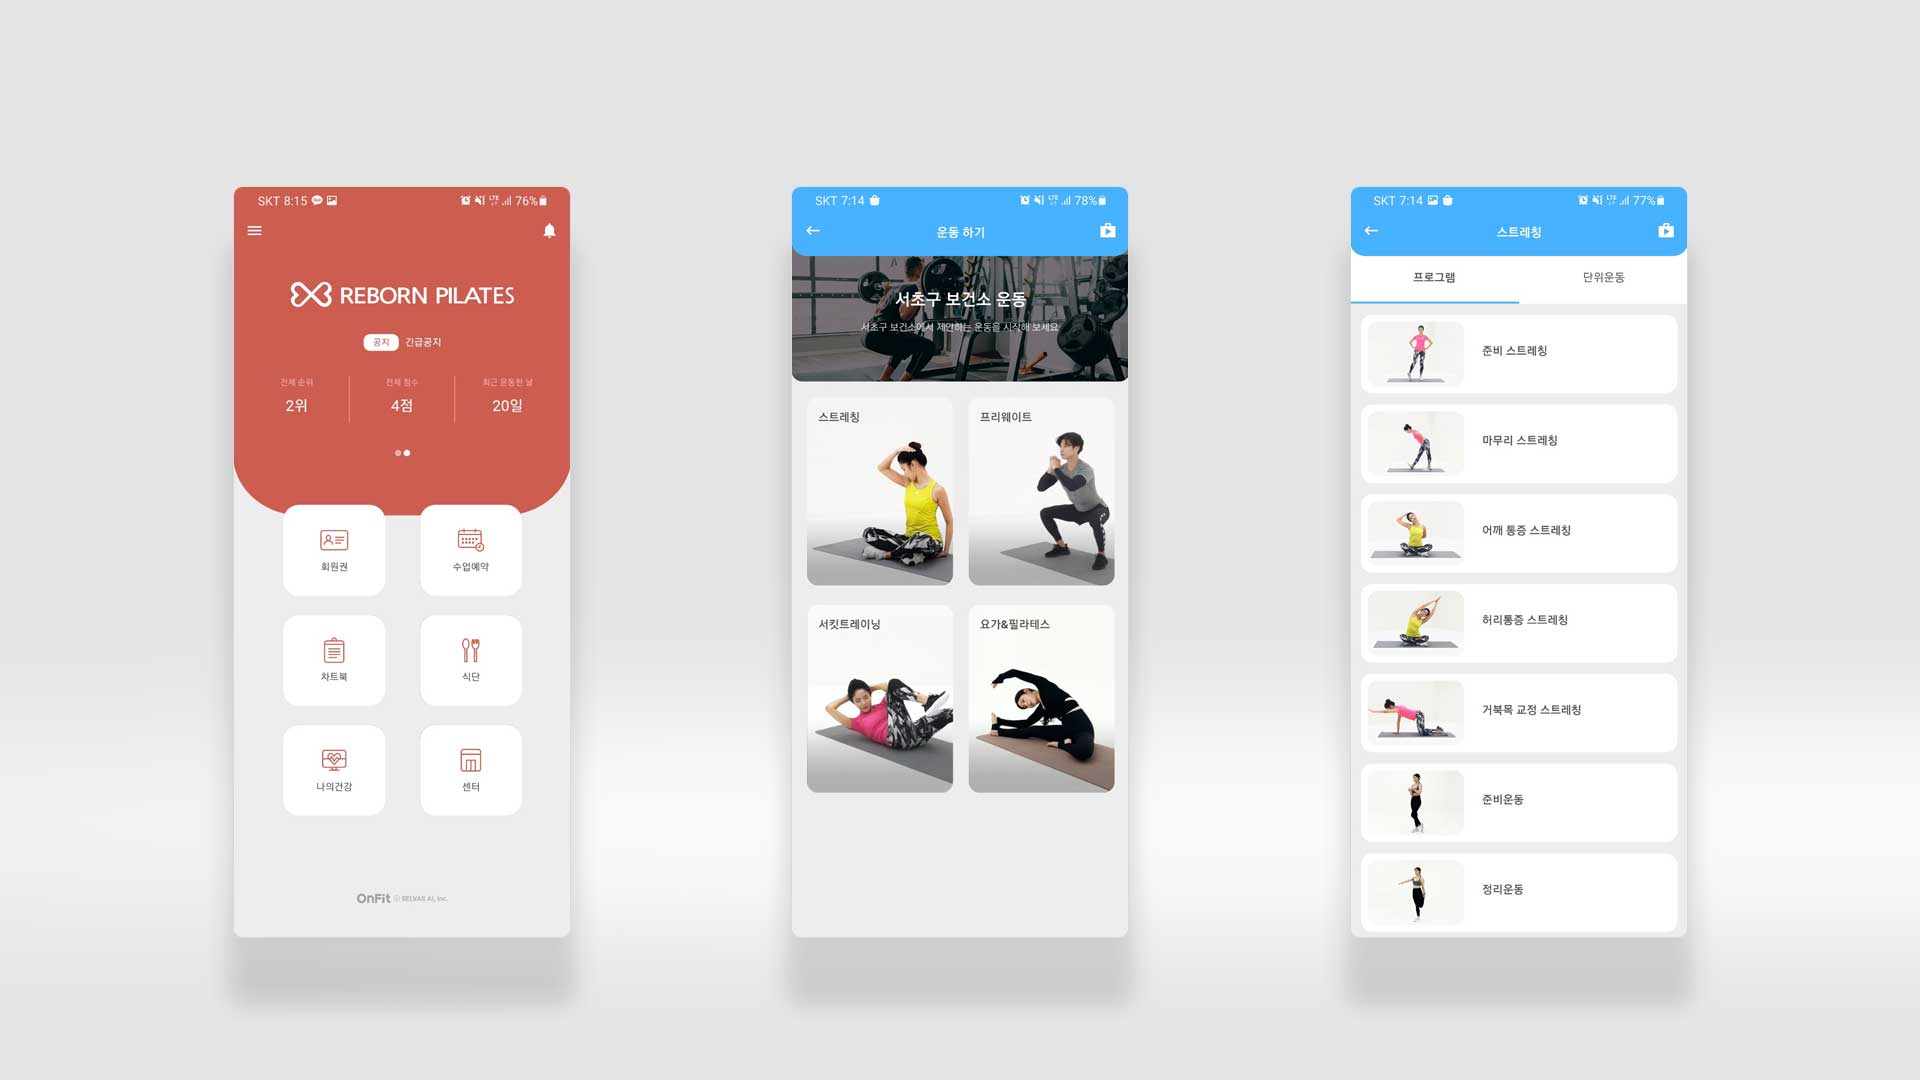 SKT 8:15
76%
REBORN PILATES
공지 긴급공지
전체 순위
전체 점수
최근 운동한 날
2위
4점
20일
회원권
수업예약
차트북
식단
나의건강
센터
OnFit ⓒ SELVAS AI, Inc.
SKT 7:14
LTE
78%
운동 하기
서초구 보건소 운동
서초구 보건소에서 제안하는 운동을 시작해 보세요
스트레칭
프리웨이트
서킷트레이닝
요가&필라테스
SKT 7:14
LTE
77%
스트레칭
프로그램
단위운동
준비 스트레칭
마무리 스트레칭
어깨 통증 스트레칭
허리통증 스트레칭
거북목 교정 스트레칭
준비운동
정리운동